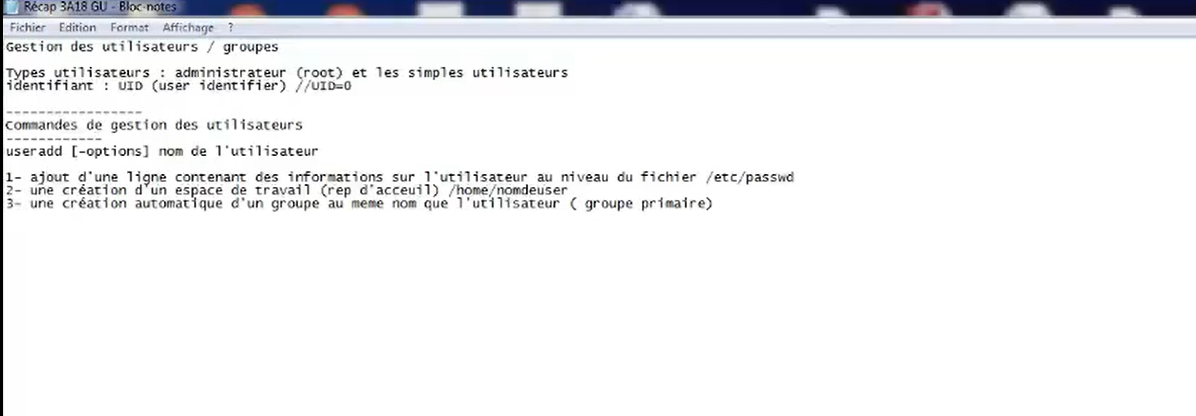 Récap 3A18 GU - Bloc-notes
Fichier Edition Format Affichage ?
Gestion des utilisateurs / groupes
Types utilisateurs : administrateur (root) et les simples utilisateurs
identifiant : UID (user identifier) //UID=0
-----------------
Commandes de gestion des utilisateurs
------------
useradd [-options] nom de l'utilisateur
1- ajout d'une ligne contenant des informations sur l'utilisateur au niveau du fichier /etc/passwd
2- une création d'un espace de travail (rep d'acceuil) /home/nomdeuser
3- une création automatique d'un groupe au meme nom que l'utilisateur ( groupe primaire)